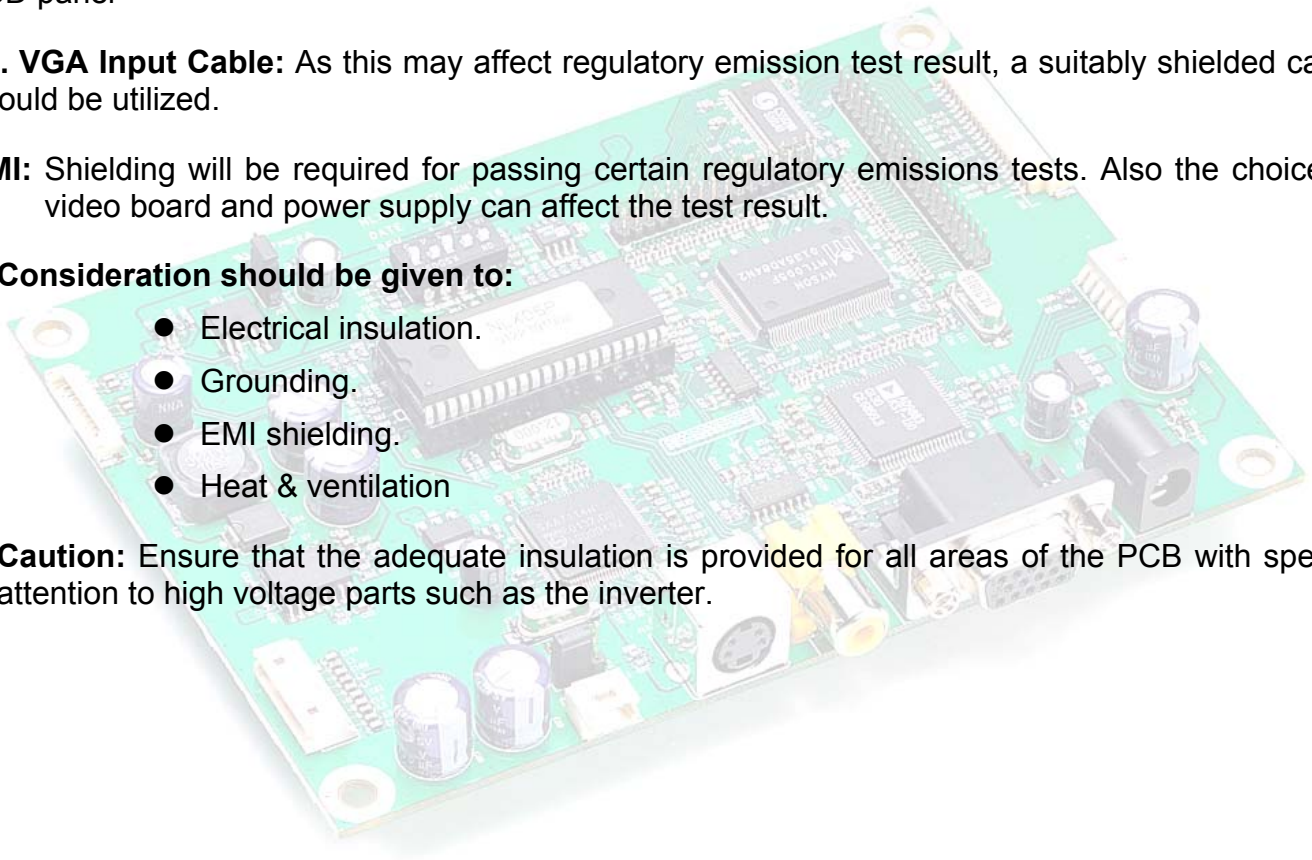 panel
. VGA Input Cable: As this may affect regulatory emission test result, a suitably shielded ca
ould be utilized.
MI: Shielding will be required for passing certain regulatory emissions tests. Also the choice
video board and power supply can affect the test result.
Consideration should be given to:
● Electrical insulation.
● Grounding.
● EMI shielding.
● Heat & ventilation
Caution: Ensure that the adequate insulation is provided for all areas of the PCB with spe
attention to high voltage parts such as the inverter.